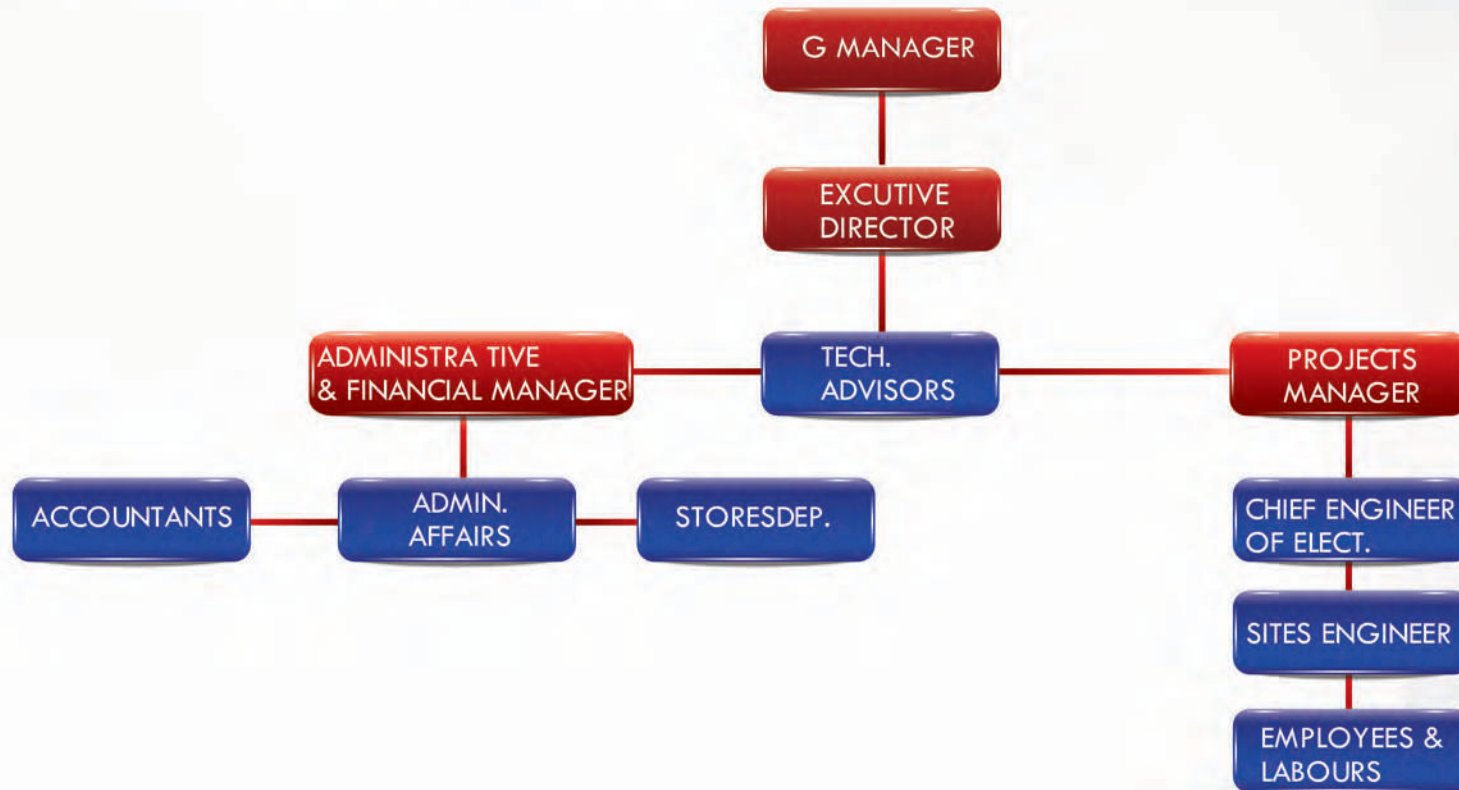 G MANAGER
EXCUTIVE
DIRECTOR
ADMINISTRA TIVE
& FINANCIAL MANAGER
TECH.
ADVISORS
PROJECTS
MANAGER
ACCOUNTANTS
ADMIN.
AFFAIRS
STORESDEP.
CHIEF ENGINEER
OF ELECT.
SITES ENGINEER
EMPLOYEES &
LABOURS